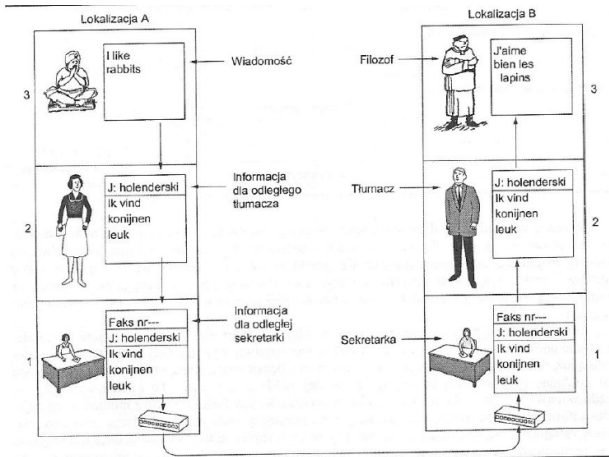 Lokalizacja A
Lokalizacja B
3
I like
rabbits
Wiadomość
Filozof
J'aime
bien les
lapins
3
2
J: holenderski
Ik vind
konijnen
leuk
Informacja
dla odległego
tłumacza
Tłumacz
J: holenderski
Ik vind
konijnen
leuk
2
1
Faks nr---
J: holenderski
Ik vind
konijnen
leuk
Informacja
dla odległej
sekretarki
Sekretarka
Faks nr---
J: holenderski
Ik vind
konijnen
leuk
1